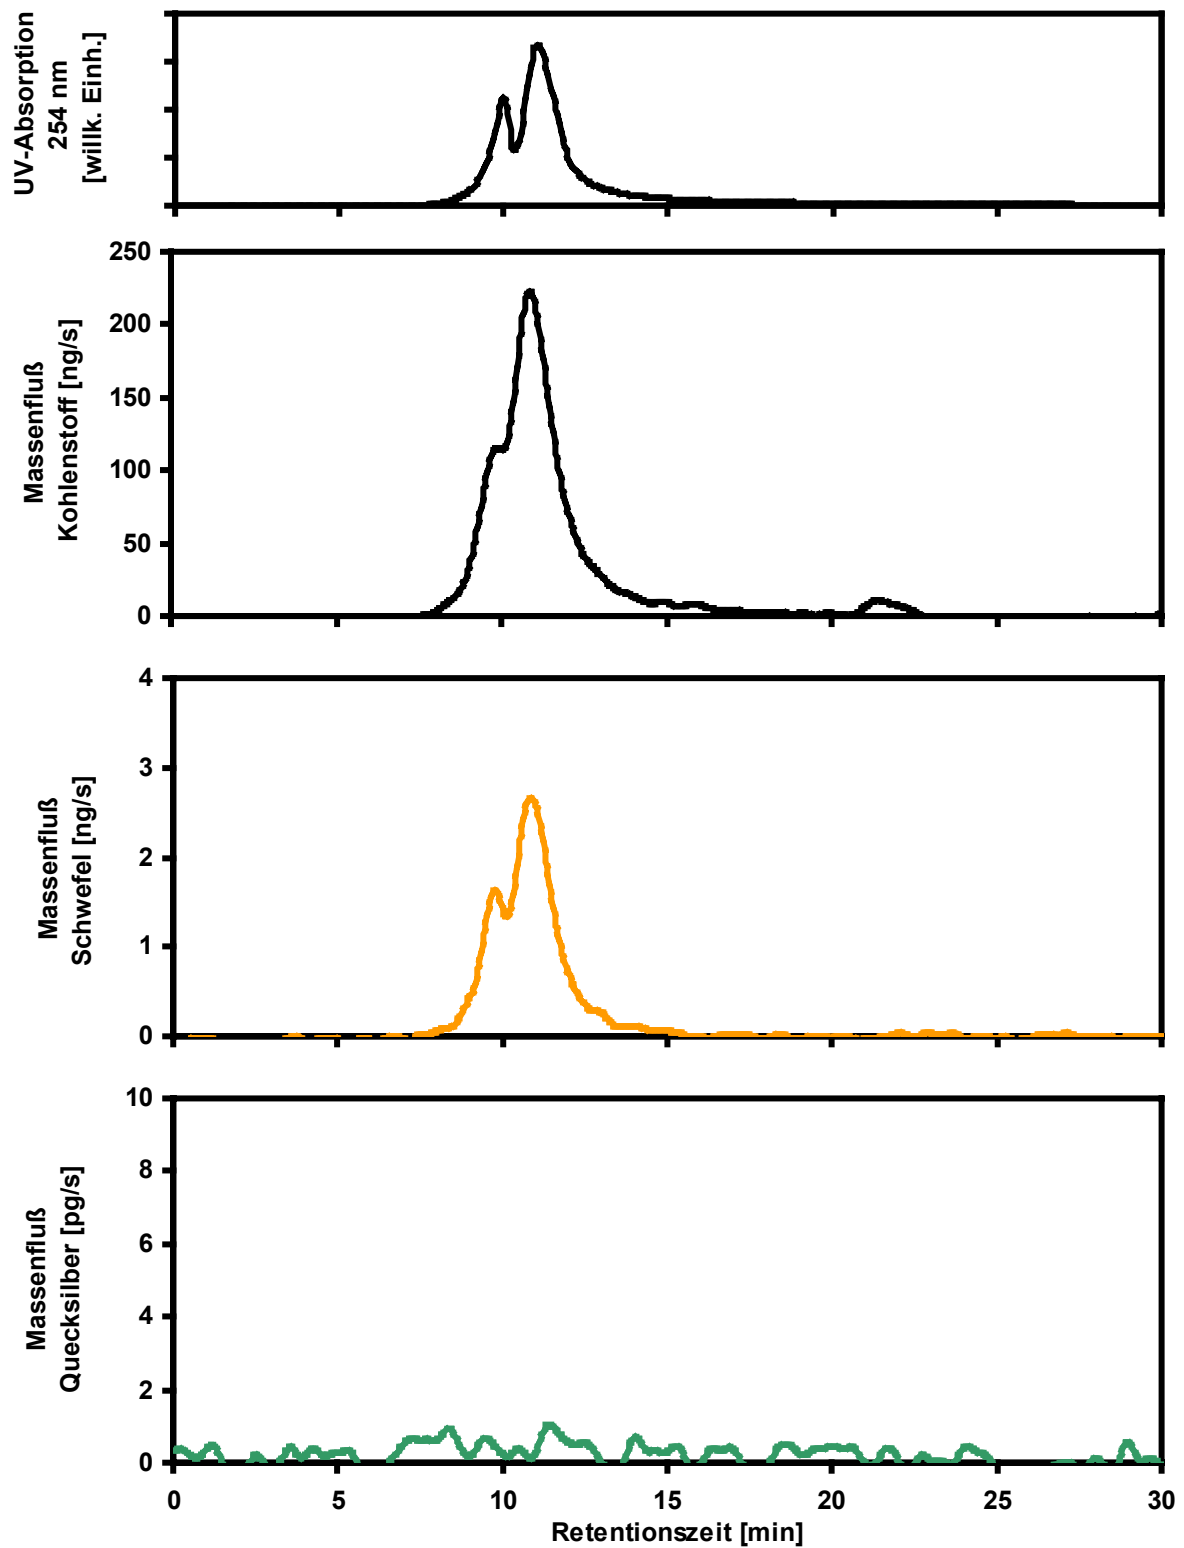 UV-Absorption
254 nm
[willk. Einh.]
Massenfluß
Kohlenstoff [ng/s]
250
200
150
100
50
0
Massenfluß
Schwefel [ng/s]
4
3
2
1
0
Massenfluß
Quecksilber [pg/s]
10
8
6
4
2
0
0 5 10 15 20 25 30
Retentionszeit [min]